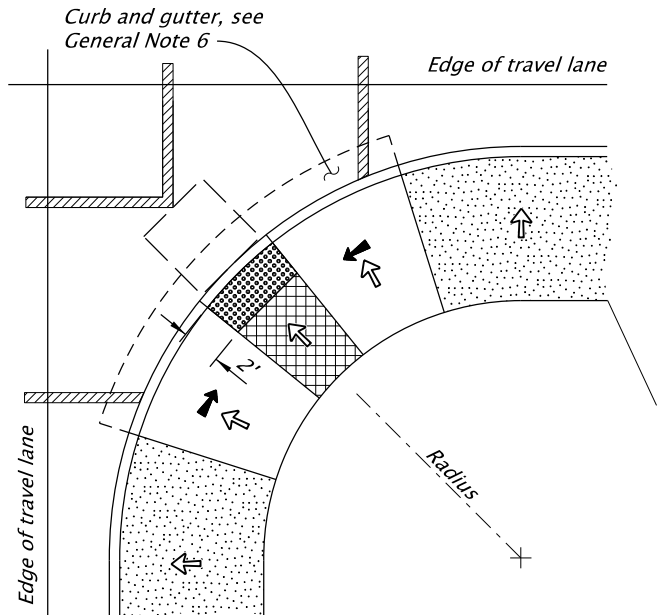 Curb and gutter, see
General Note 6
Edge of travel lane
2'
Radius
Edge of travel lane